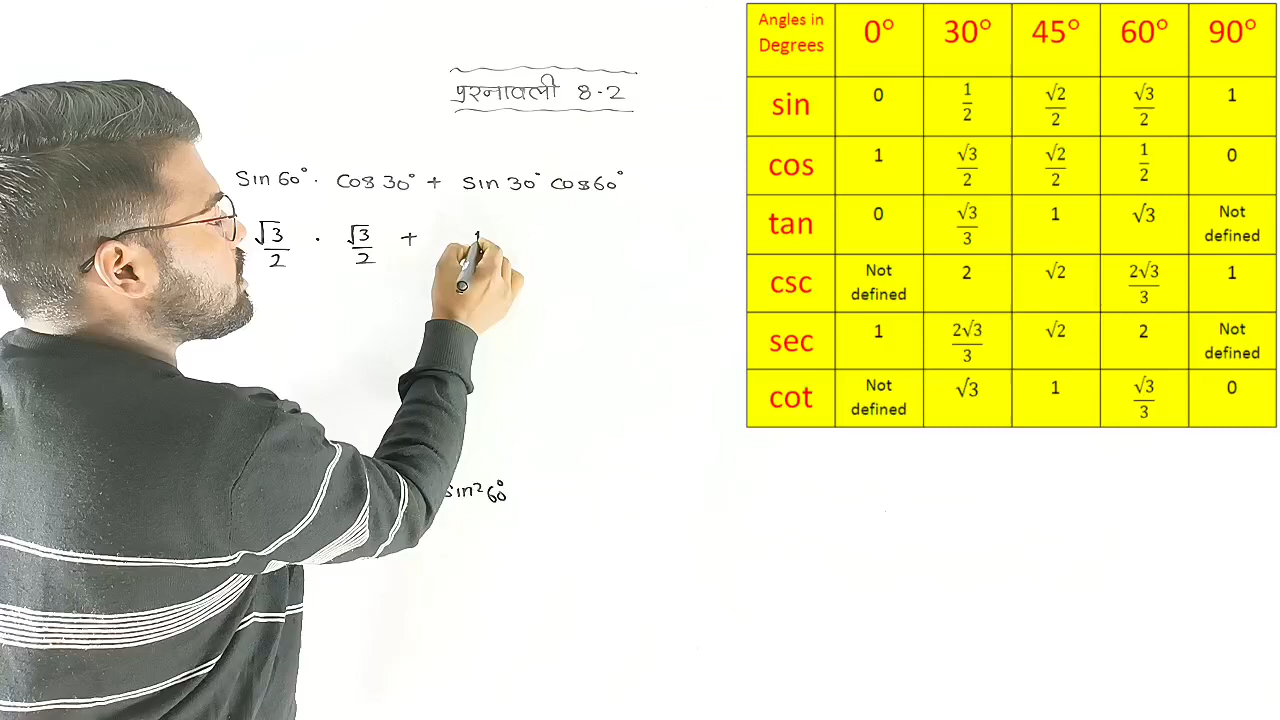 प्रश्नावली 8.2
Sin 60° · Cos 30° + Sin 30° Cos 60°
√3/2 · √3/2 + 1
Sin² 60°
Angles in Degrees 0° 30° 45° 60° 90°
sin 0 1/2 √2/2 √3/2 1
cos 1 √3/2 √2/2 1/2 0
tan 0 √3/3 1 √3 Not defined
csc Not defined 2 √2 2√3/3 1
sec 1 2√3/3 √2 2 Not defined
cot Not defined √3 1 √3/3 0